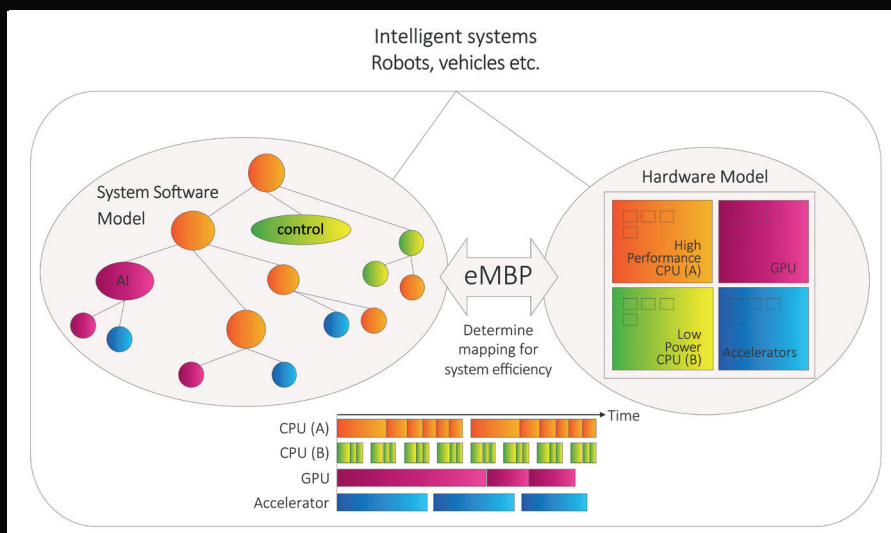 Intelligent systems
Robots, vehicles etc.
System Software
Model
control
AI
eMBP
Determine
mapping for
system efficiency
Hardware Model
High
Performance
CPU (A)
GPU
Low
Power
CPU (B)
Accelerators
Time
CPU (A)
CPU (B)
GPU
Accelerator